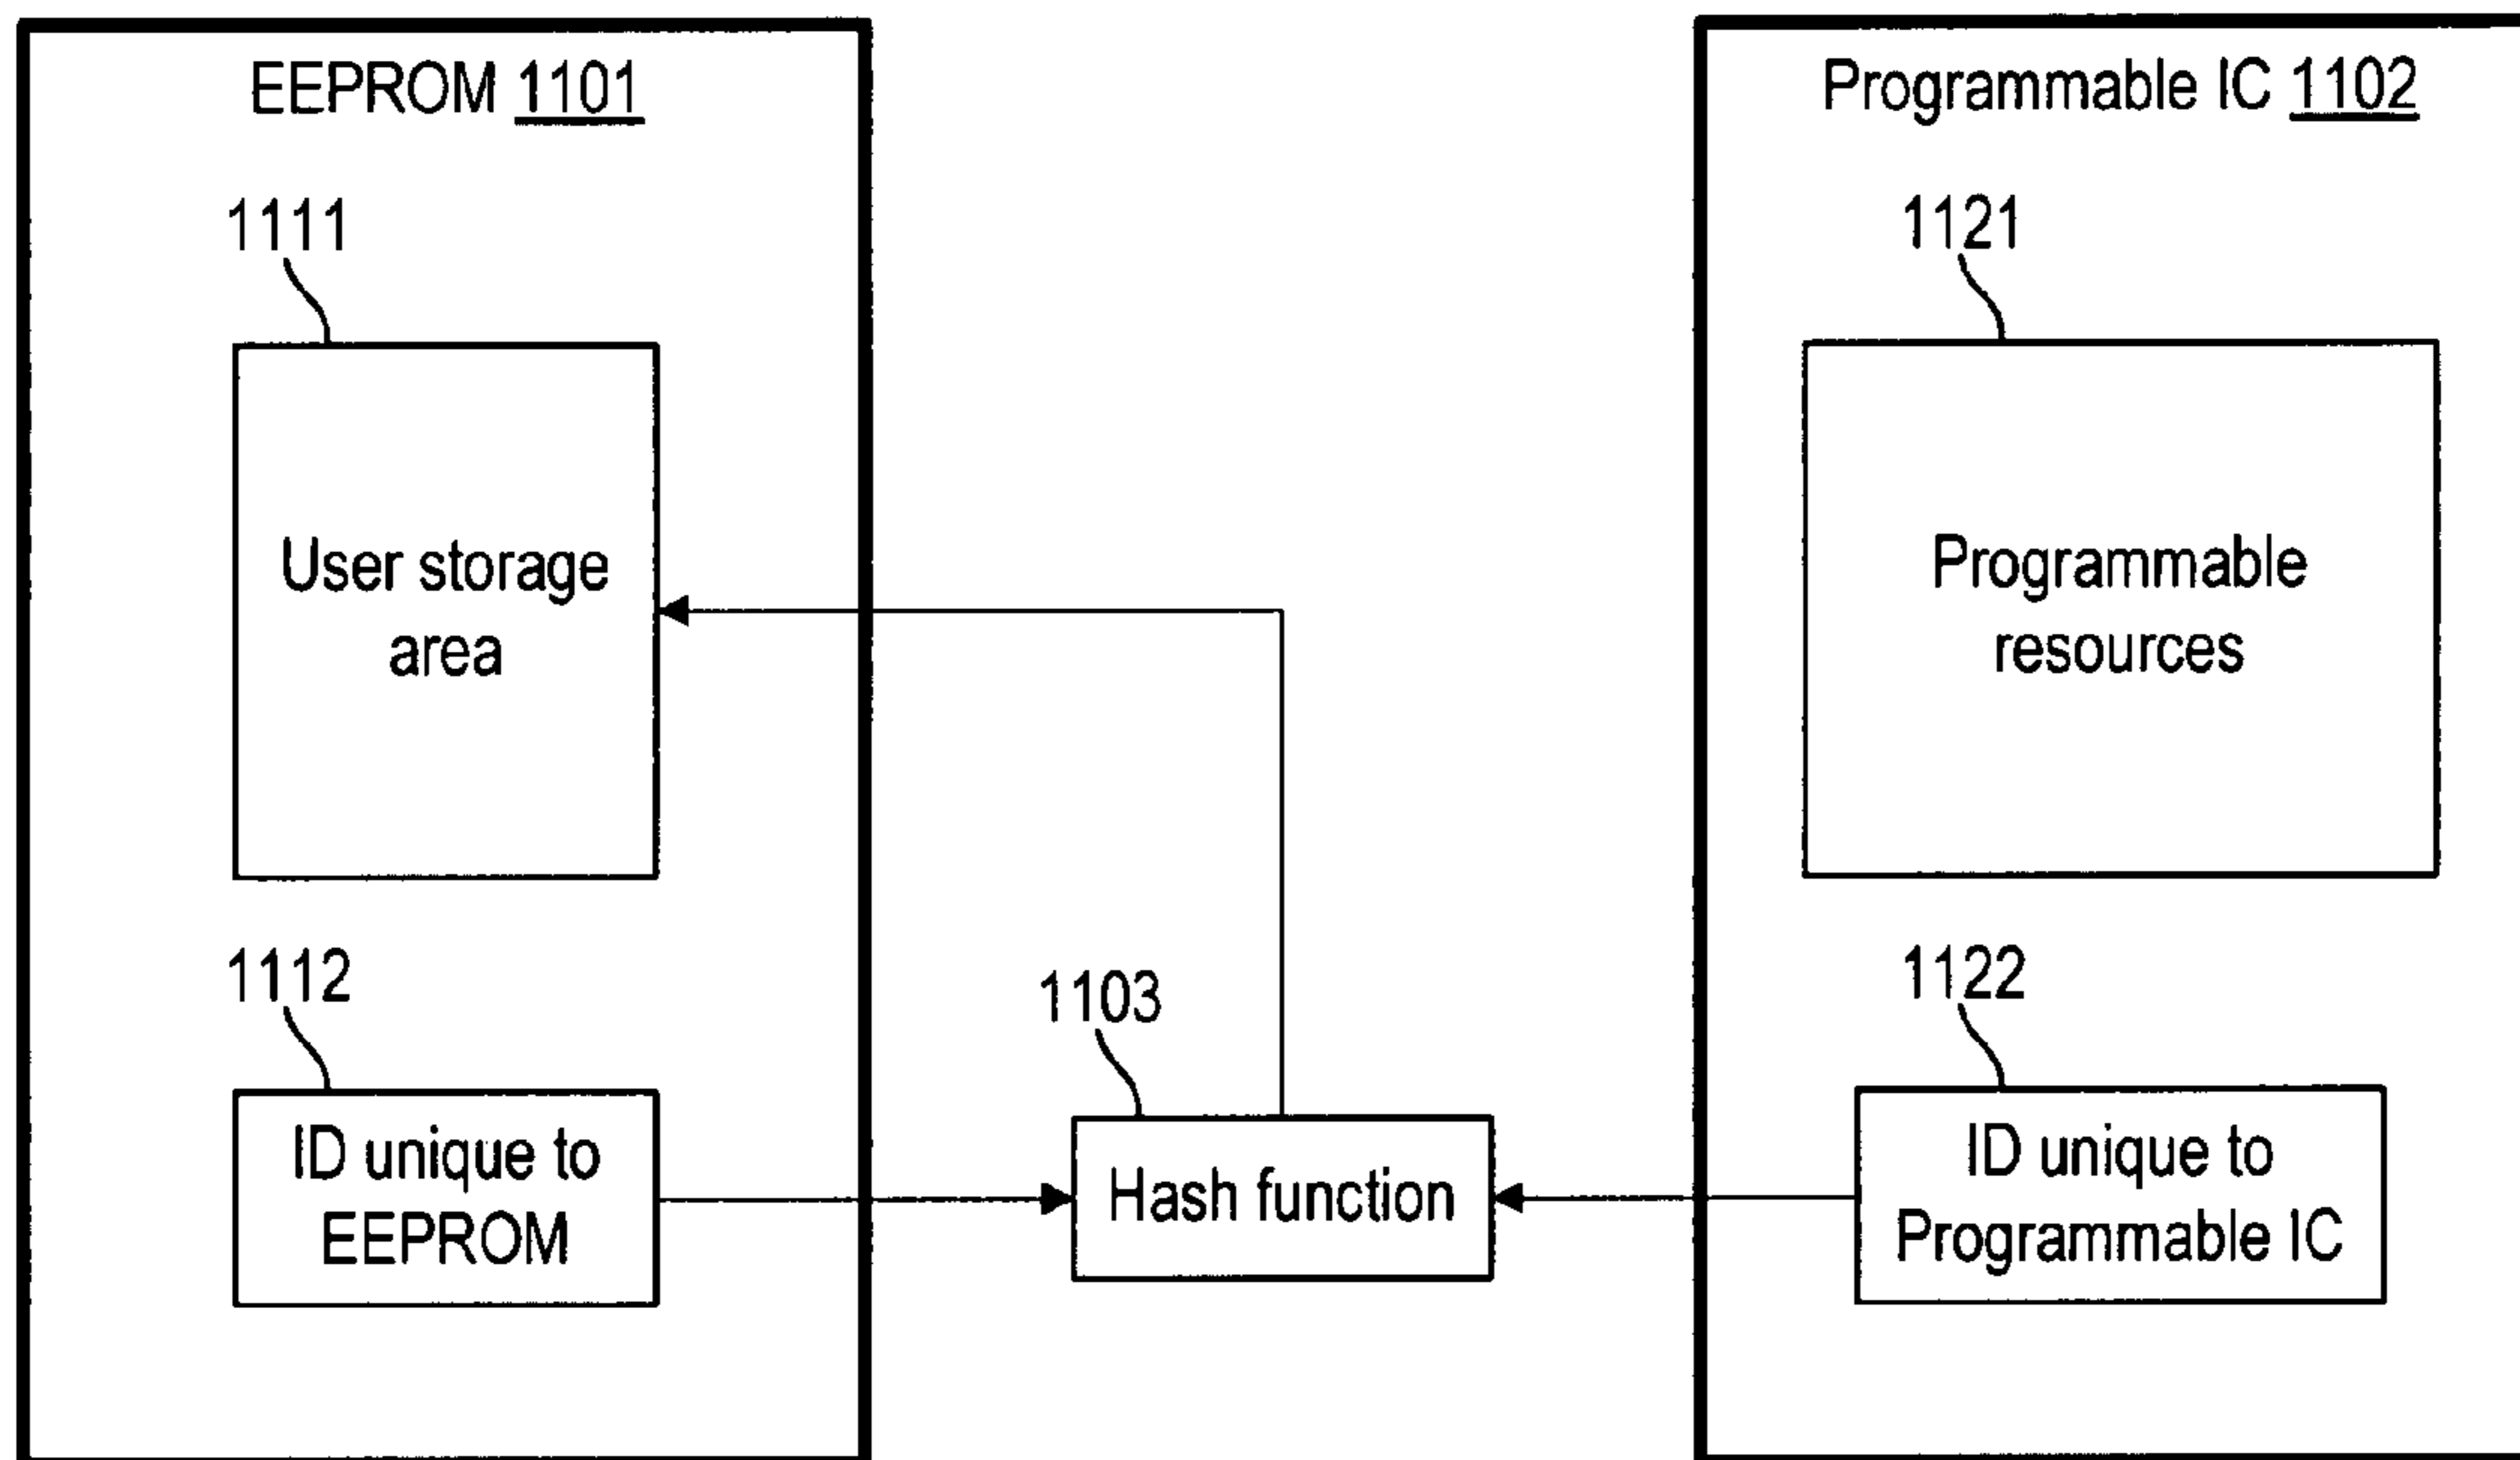 EEPROM 1101
1111
User storage
area
1112
ID unique to
EEPROM
1103
Hash function
Programmable IC 1102
1121
Programmable
resources
1122
ID unique to
Programmable IC